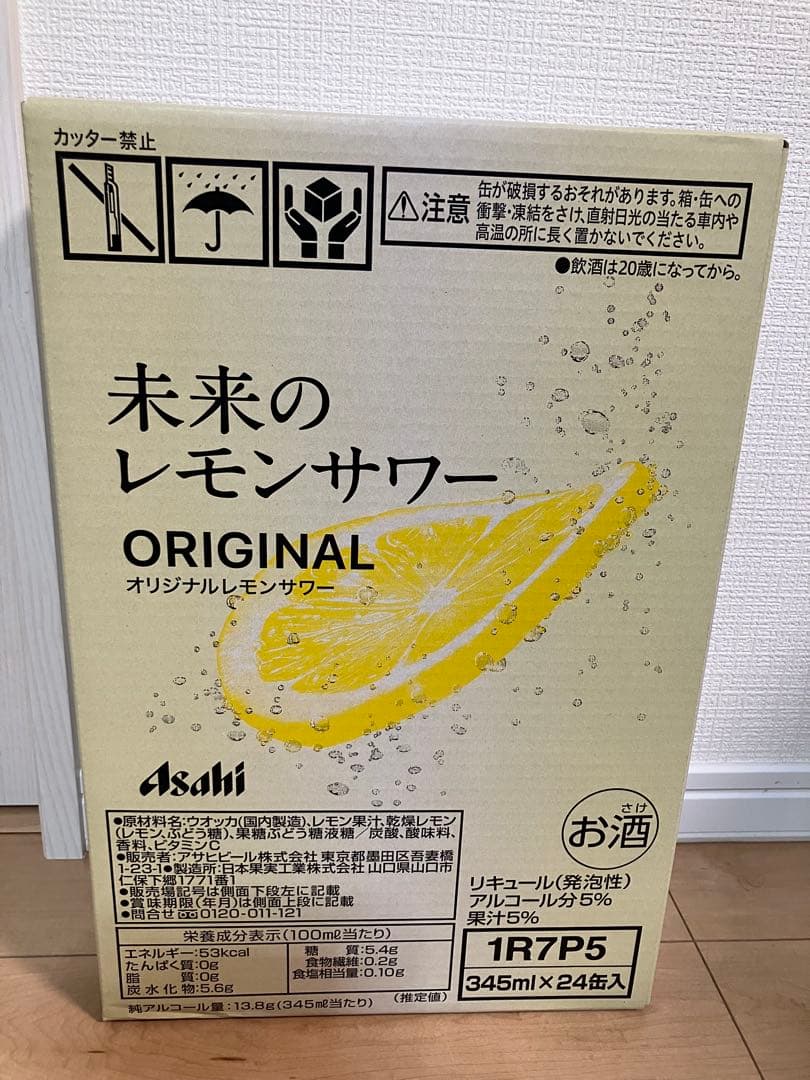 カッター禁止
注意
缶が破損するおそれがあります。箱・缶への
衝撃・凍結をさけ、直射日光の当たる車内や
高温の所に長く置かないでください。
●飲酒は20歳になってから。
未来の
レモンサワー
ORIGINAL
オリジナルレモンサワー
Asahi
●原材料名:ウオッカ(国内製造)、レモン果汁、乾燥レモン
(レモン、ぶどう糖)、果糖ぶどう糖液糖/炭酸、酸味料、
香料、ビタミンC
●販売者:アサヒビール株式会社 東京都墨田区吾妻橋
1-23-1●製造所:日本果実工業株式会社 山口県山口市
仁保下郷1771番1
●販売場記号は側面下段左に記載
●賞味期限(年月)は側面上段に記載
●問合せ 0120-011-121
さけ
お酒
リキュール(発泡性)
アルコール分5%
果汁5%
栄養成分表示(100ml当たり)
エネルギー:53kcal
たんぱく質:0g
脂質:0g
炭水化物:5.6g
糖質:5.4g
食物繊維:0.2g
食塩相当量:0.10g
純アルコール量:13.8g(345ml当たり)
(推定値)
1R7P5
345ml×24缶入